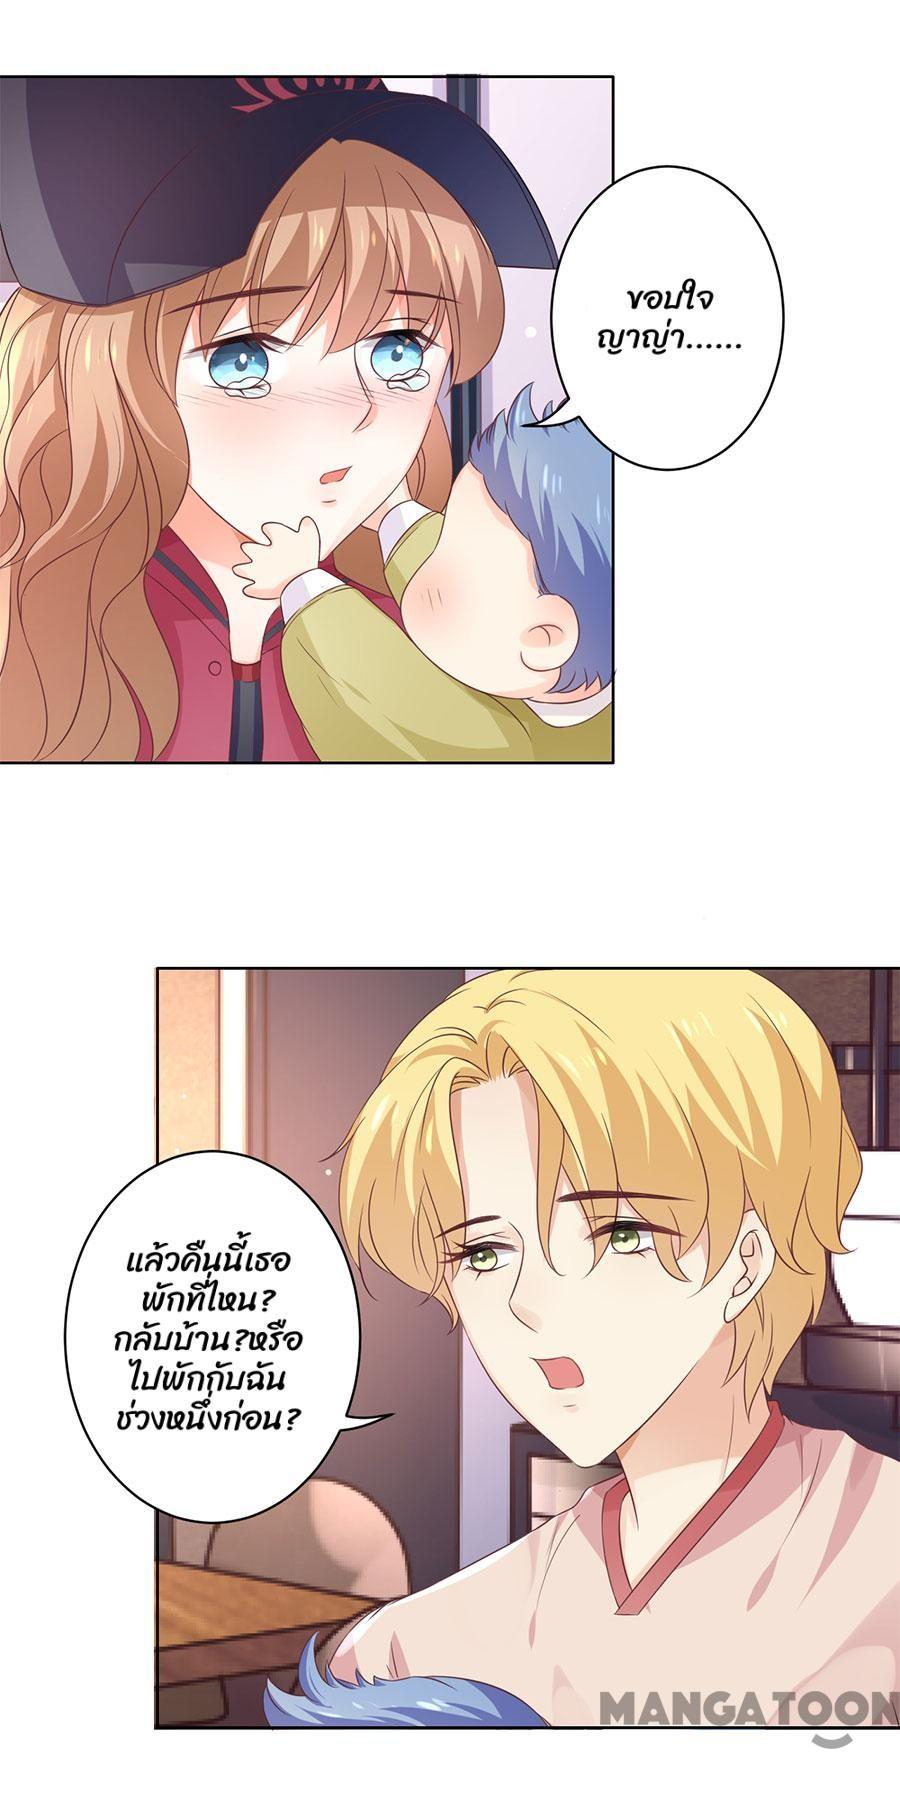 ขอบใจ
ญาญ่า......
แล้วคืนนี้เธอ
พักที่ไหน?
กลับบ้าน?หรือ
ไปพักกับฉัน
ช่วงหนึ่งก่อน?
MANGATOON